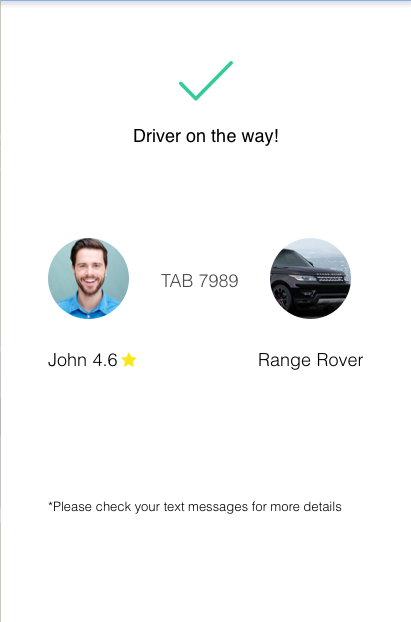 Driver on the way!
TAB 7989
John 4.6
Range Rover
*Please check your text messages for more details